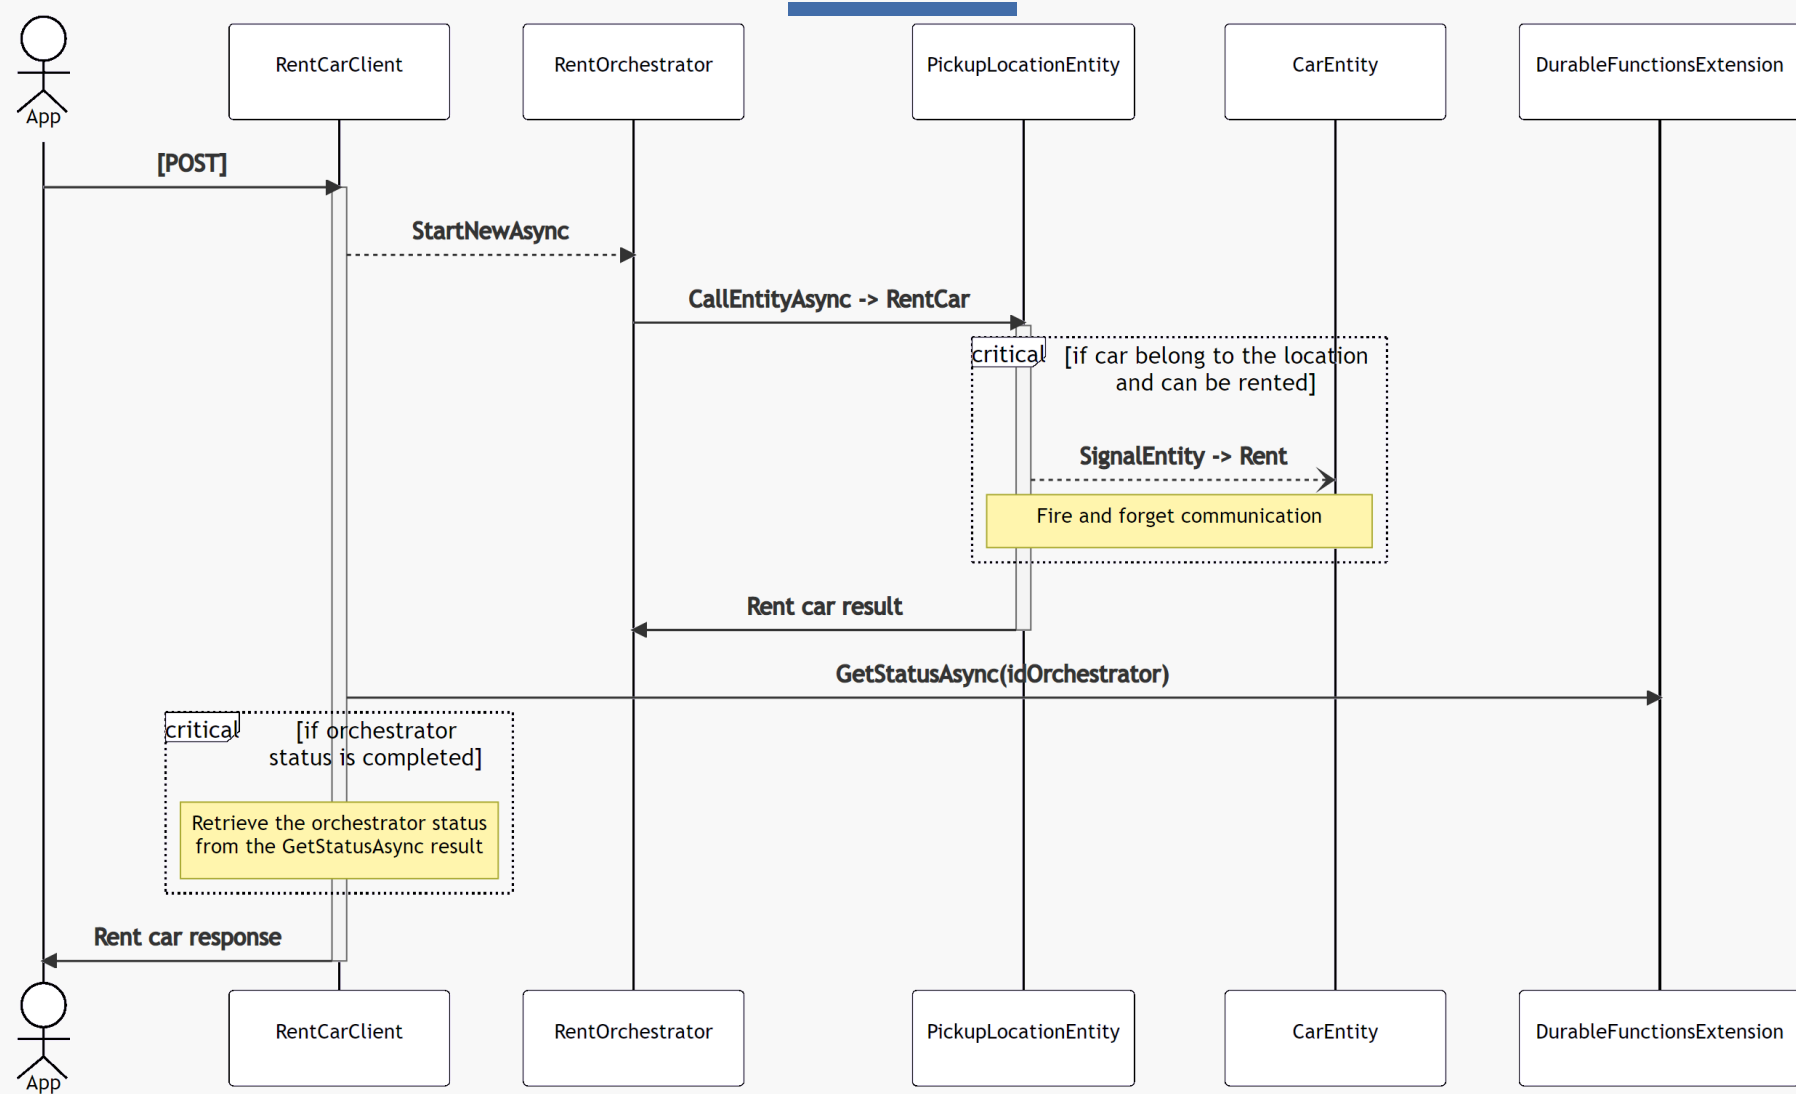 RentCarClient
RentOrchestrator
PickupLocationEntity
CarEntity
DurableFunctionsExtension
App
[POST]
StartNewAsync
CallEntityAsync -> RentCar
critical
[if car belong to the location
and can be rented]
SignalEntity -> Rent
Fire and forget communication
Rent car result
GetStatusAsync(idOrchestrator)
critical
[if orchestrator
status is completed]
Retrieve the orchestrator status
from the GetStatusAsync result
Rent car response
RentCarClient
RentOrchestrator
PickupLocationEntity
CarEntity
DurableFunctionsExtension
App